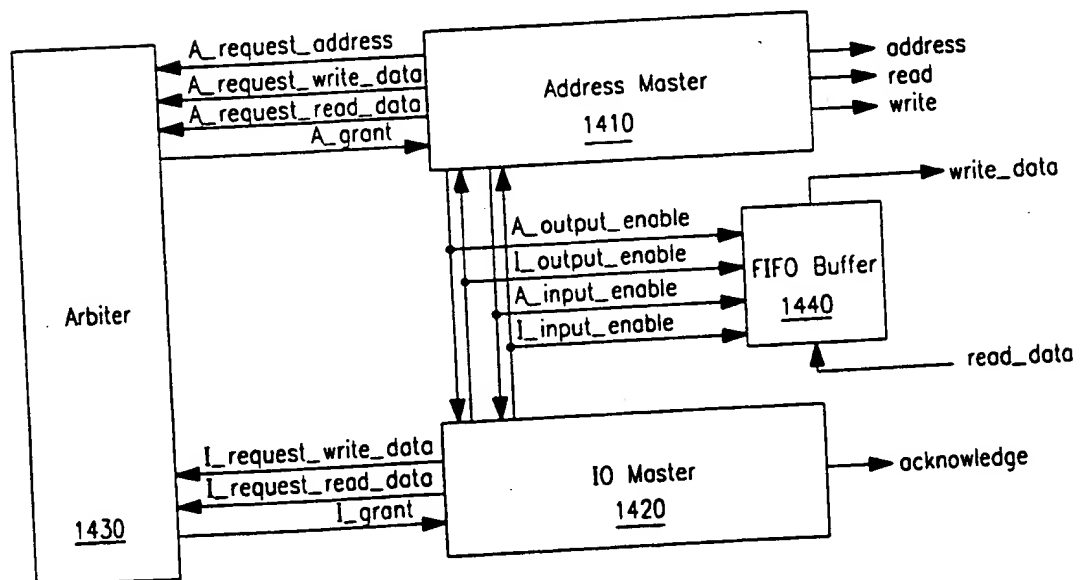 A_request_address
A_request_write_data
A_request_read_data
A_grant
Address Master
1410
address
read
write
write_data
A_output_enable
I_output_enable
A_input_enable
I_input_enable
FIFO Buffer
1440
read_data
Arbiter
1430
I_request_write_data
I_request_read_data
I_grant
IO Master
1420
acknowledge